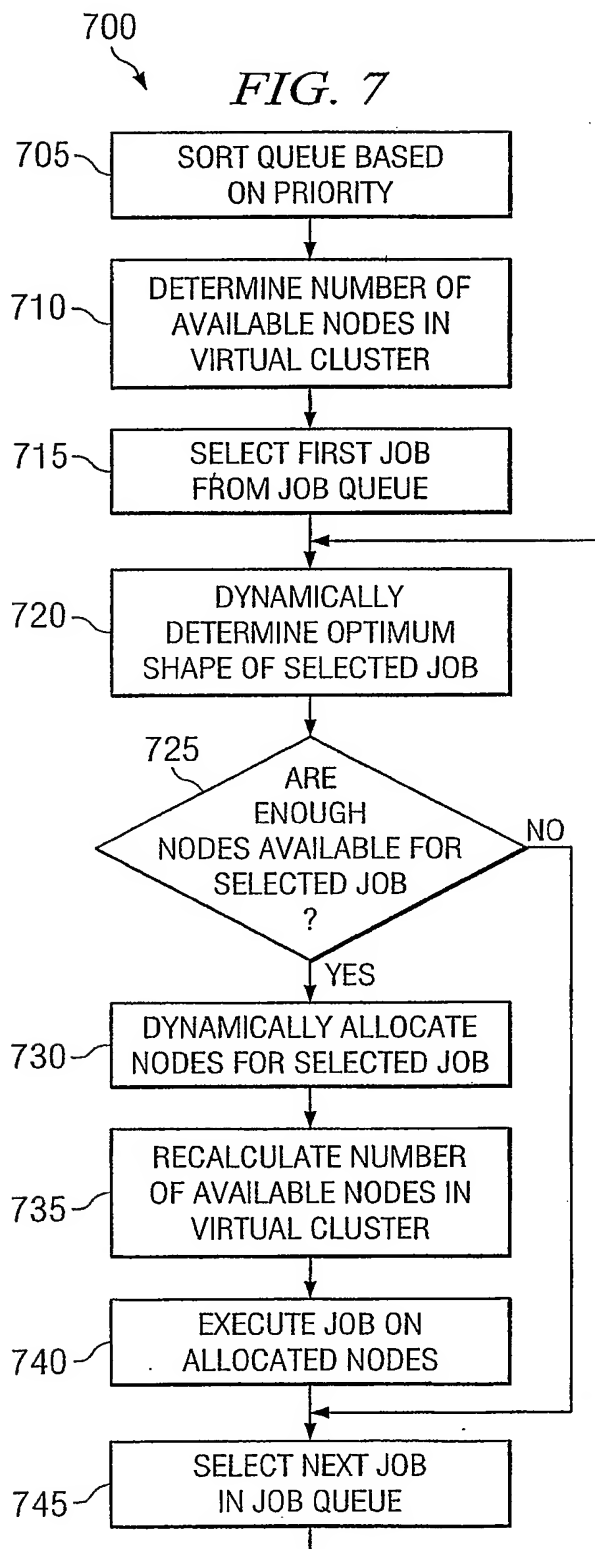 700
FIG. 7
705
SORT QUEUE BASED
ON PRIORITY
710
DETERMINE NUMBER OF
AVAILABLE NODES IN
VIRTUAL CLUSTER
715
SELECT FIRST JOB
FROM JOB QUEUE
720
DYNAMICALLY
DETERMINE OPTIMUM
SHAPE OF SELECTED JOB
725
ARE
ENOUGH
NODES AVAILABLE FOR
SELECTED JOB
?
NO
YES
730
DYNAMICALLY ALLOCATE
NODES FOR SELECTED JOB
735
RECALCULATE NUMBER
OF AVAILABLE NODES IN
VIRTUAL CLUSTER
740
EXECUTE JOB ON
ALLOCATED NODES
745
SELECT NEXT JOB
IN JOB QUEUE